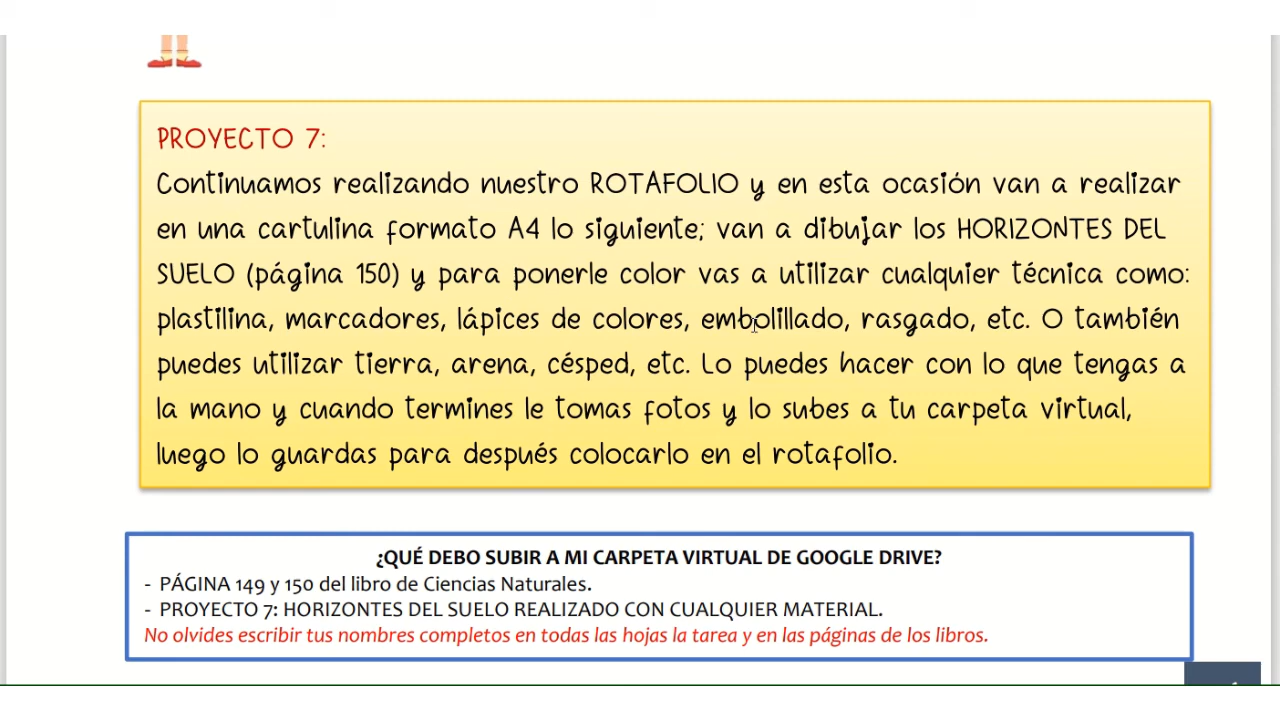 PROYECTO 7:
Continuamos realizando nuestro ROTAFOLIO y en esta ocasión van a realizar
en una cartulina formato A4 lo siguiente; van a dibujar los HORIZONTES DEL
SUELO (página 150) y para ponerle color vas a utilizar cualquier técnica como:
plastilina, marcadores, lápices de colores, embolillado, rasgado, etc. O también
puedes utilizar tierra, arena, césped, etc. Lo puedes hacer con lo que tengas a
la mano y cuando termines le tomas fotos y lo subes a tu carpeta virtual,
luego lo guardas para después colocarlo en el rotafolio.
¿QUÉ DEBO SUBIR A MI CARPETA VIRTUAL DE GOOGLE DRIVE?
- PÁGINA 149 y 150 del libro de Ciencias Naturales.
- PROYECTO 7: HORIZONTES DEL SUELO REALIZADO CON CUALQUIER MATERIAL.
No olvides escribir tus nombres completos en todas las hojas la tarea y en las páginas de los libros.